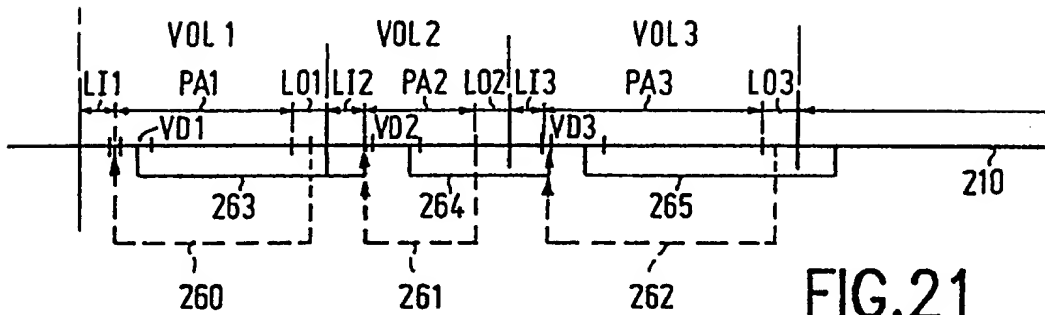 VOL 1 VOL 2 VOL 3
LI1 PA1 LO1 LI2 PA2 LO2 LI3 PA3 LO3
VD1 VD2 VD3
263 264 265 210
260 261 262
FIG.21